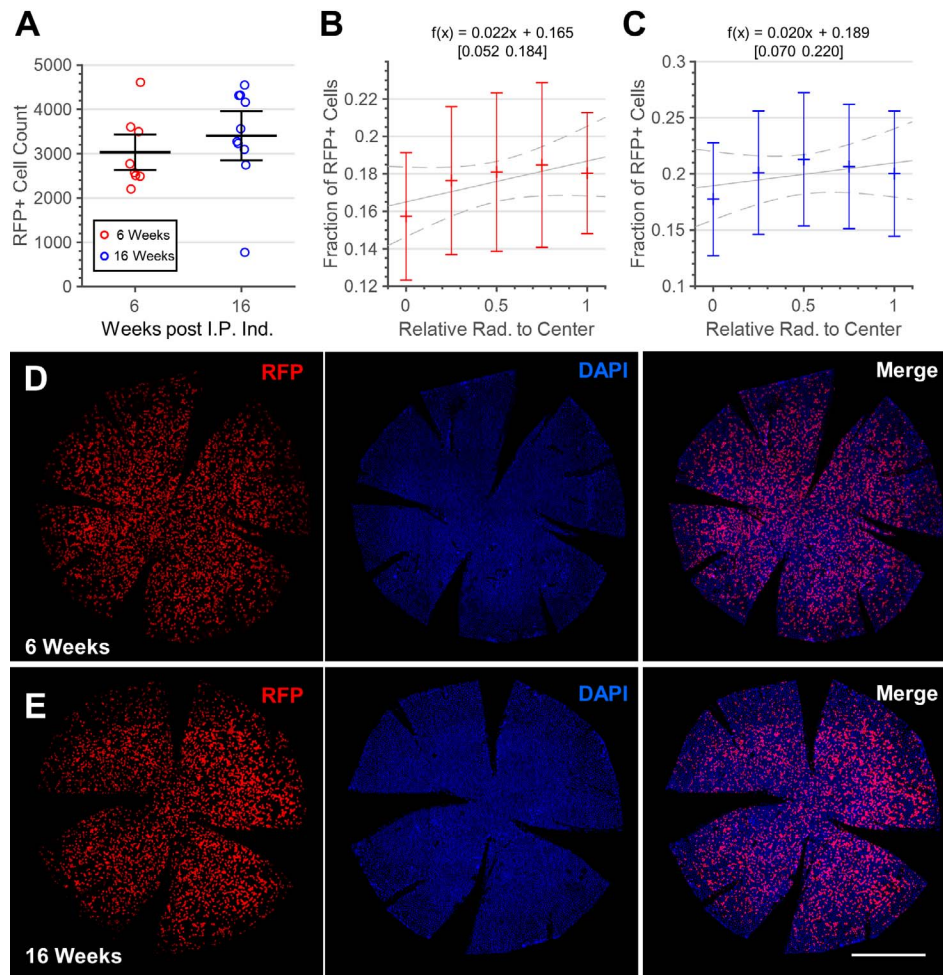 A
RFP+ Cell Count
5000
4000
3000
2000
1000
0
6 Weeks
16 Weeks
6
16
Weeks post I.P. Ind.
B
f(x) = 0.022x + 0.165
[0.052 0.184]
Fraction of RFP+ Cells
0.22
0.2
0.18
0.16
0.14
0.12
0
0.5
1
Relative Rad. to Center
C
f(x) = 0.020x + 0.189
[0.070 0.220]
Fraction of RFP+ Cells
0.25
0.2
0.15
0.1
0
0.5
1
Relative Rad. to Center
D
RFP
DAPI
Merge
6 Weeks
E
RFP
DAPI
Merge
16 Weeks